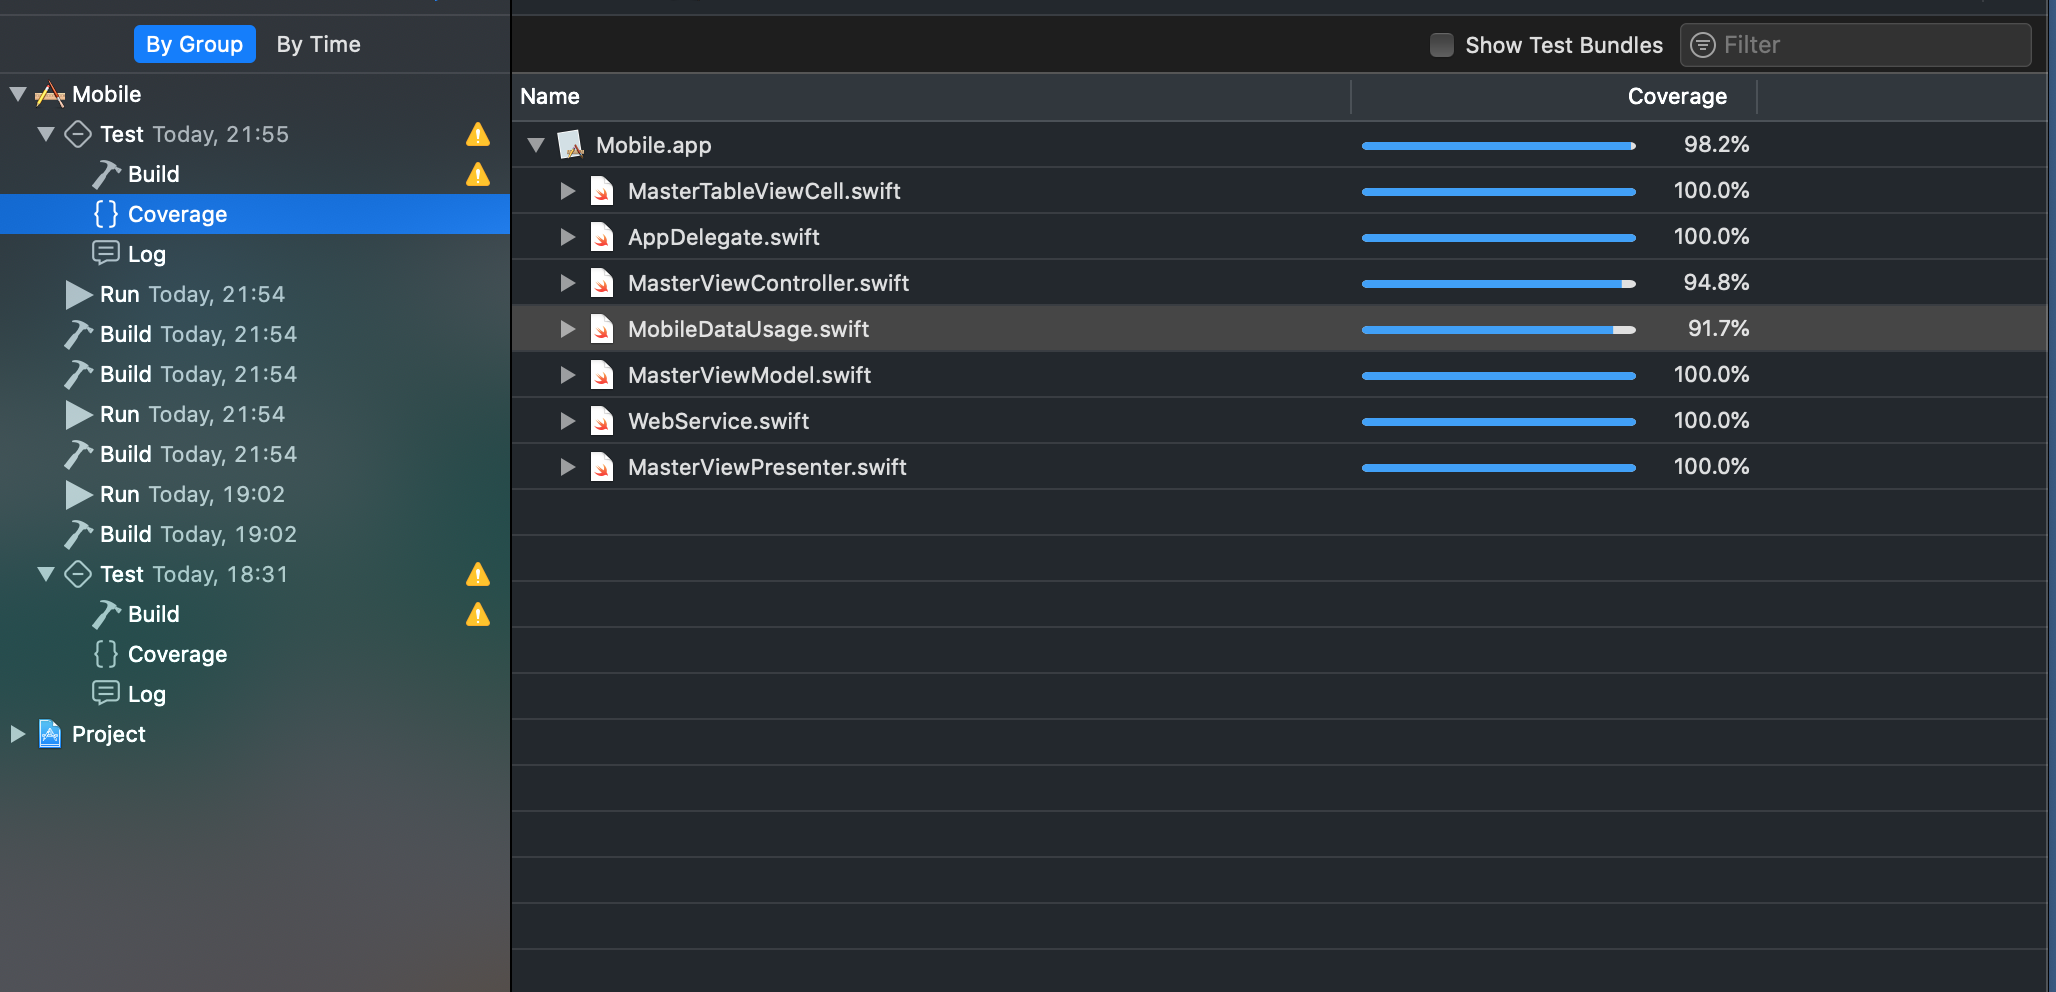 By Group By Time
Mobile
Test Today, 21:55
Build
Coverage
Log
Run Today, 21:54
Build Today, 21:54
Build Today, 21:54
Run Today, 21:54
Build Today, 21:54
Run Today, 19:02
Build Today, 19:02
Test Today, 18:31
Build
Coverage
Log
Project
Show Test Bundles Filter
Name Coverage
Mobile.app 98.2%
MasterTableViewCell.swift 100.0%
AppDelegate.swift 100.0%
MasterViewController.swift 94.8%
MobileDataUsage.swift 91.7%
MasterViewModel.swift 100.0%
WebService.swift 100.0%
MasterViewPresenter.swift 100.0%